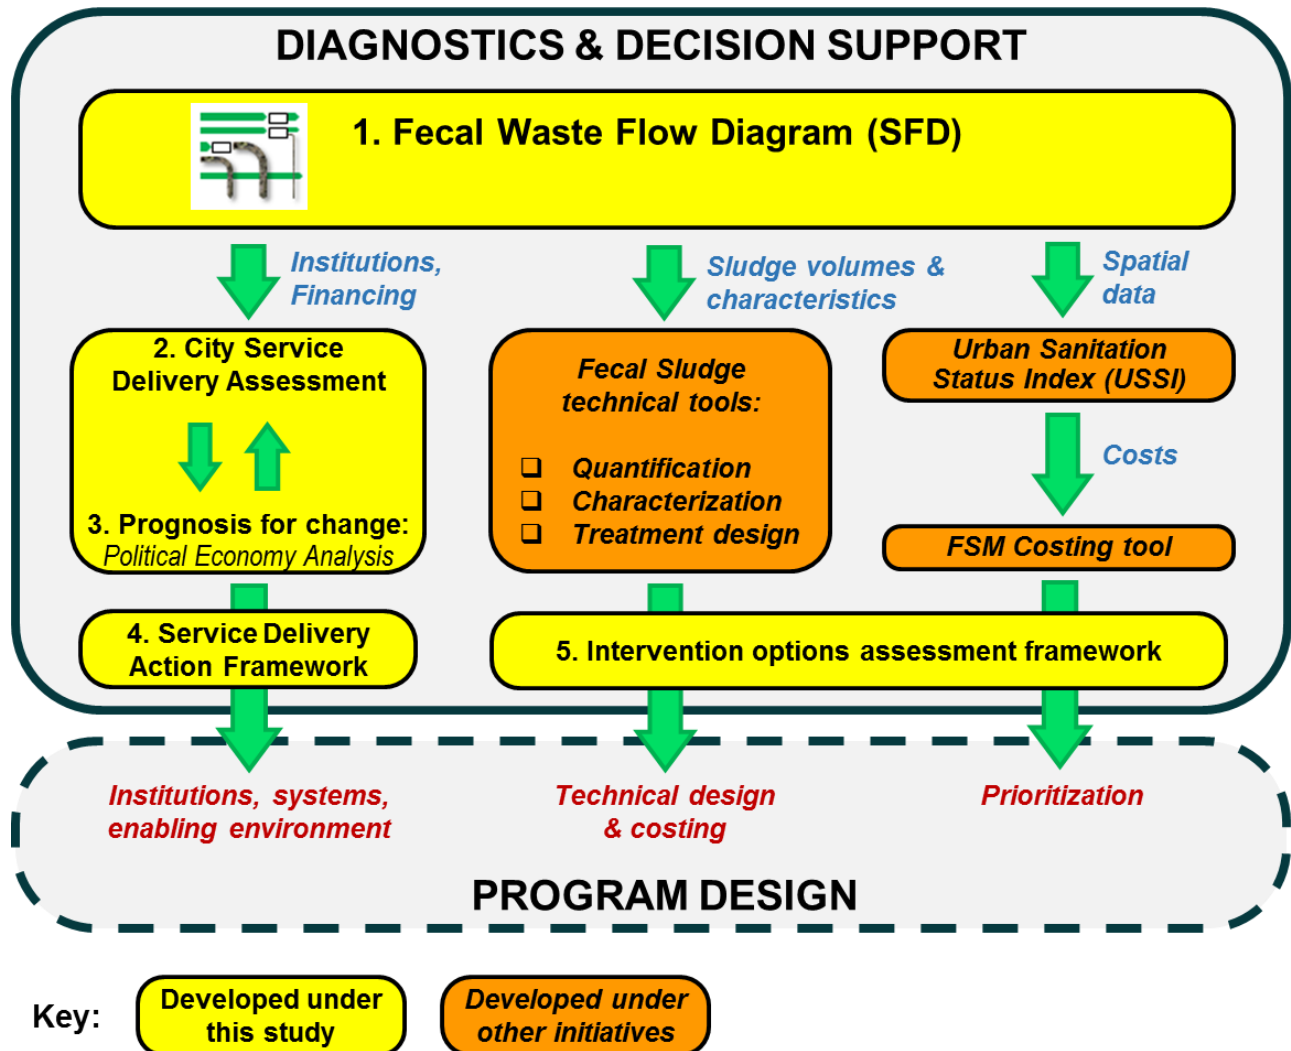 DIAGNOSTICS & DECISION SUPPORT
1. Fecal Waste Flow Diagram (SFD)
Institutions,
Financing
Sludge volumes &
characteristics
Spatial
data
2. City Service
Delivery Assessment
3. Prognosis for change:
Political Economy Analysis
Fecal Sludge
technical tools:
❑ Quantification
❑ Characterization
❑ Treatment design
Urban Sanitation
Status Index (USSI)
Costs
FSM Costing tool
4. Service Delivery
Action Framework
5. Intervention options assessment framework
Institutions, systems,
enabling environment
Technical design
& costing
Prioritization
PROGRAM DESIGN
Key:
Developed under
this study
Developed under
other initiatives